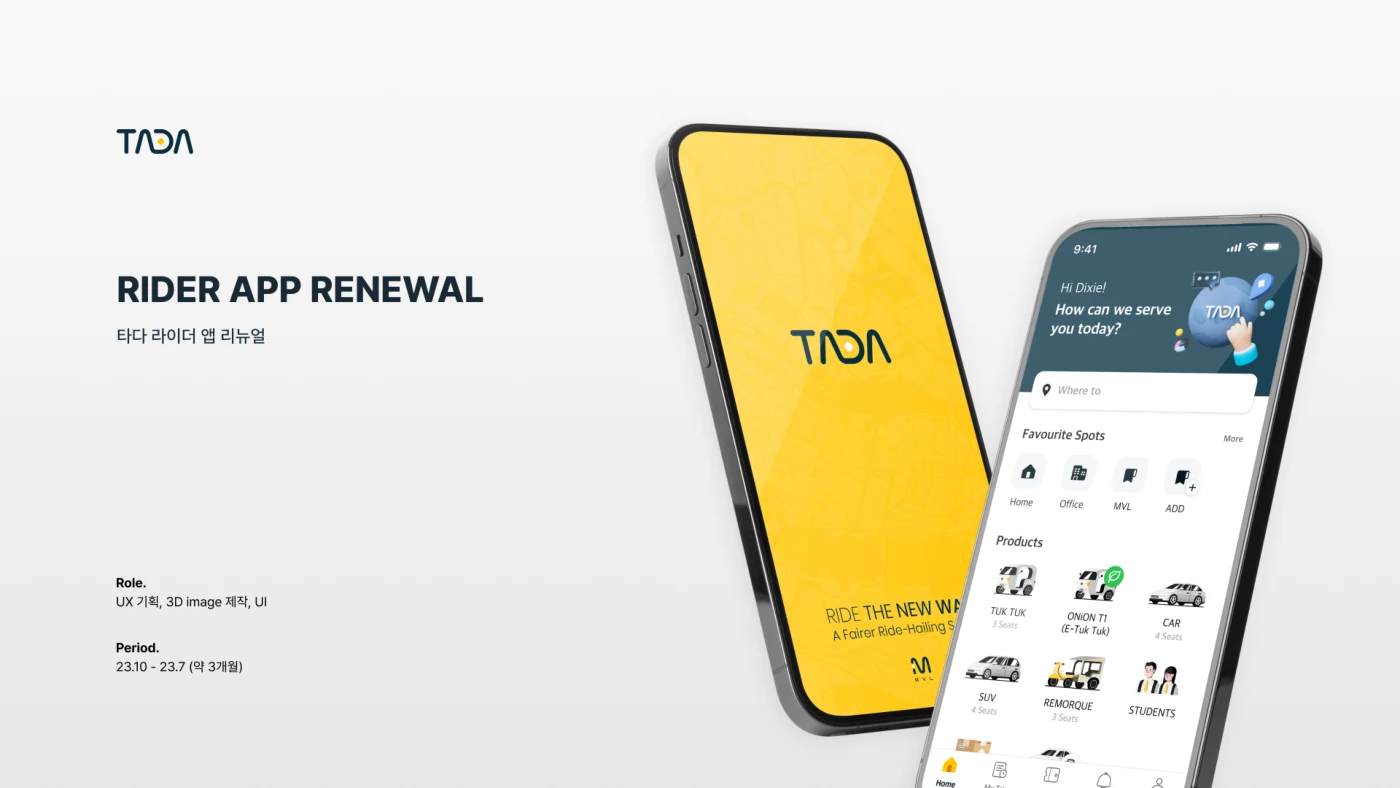 TADA
RIDER APP RENEWAL
타다 라이더 앱 리뉴얼
Role.
UX 기획, 3D image 제작, UI
Period.
23.10 - 23.7 (약 3개월)
TADA
RIDE THE NEW
A Fairer Ride-Hailing
MVL
9:41
Hi Dixie!
How can we serve
you today?
TADA
Where to
Favourite Spots More
Home Office MVL ADD
Products
TUK TUK
3 Seats
ONiON T1
(E-Tuk Tuk)
CAR
4 Seats
SUV
4 Seats
REMORQUE
3 Seats
STUDENTS
Home